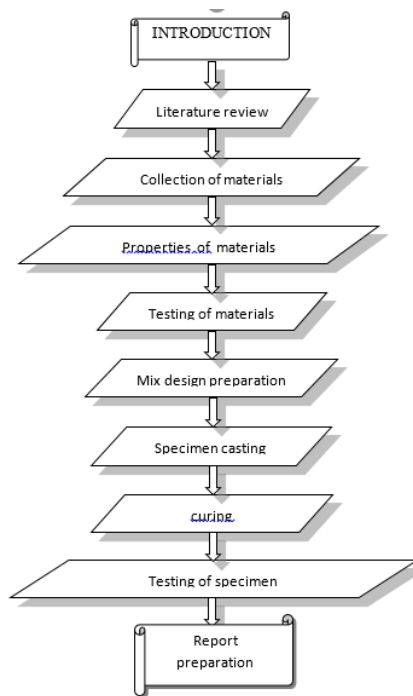 INTRODUCTION
Literature review
Collection of materials
Properties of materials
Testing of materials
Mix design preparation
Specimen casting
curing.
Testing of specimen
Report
preparation